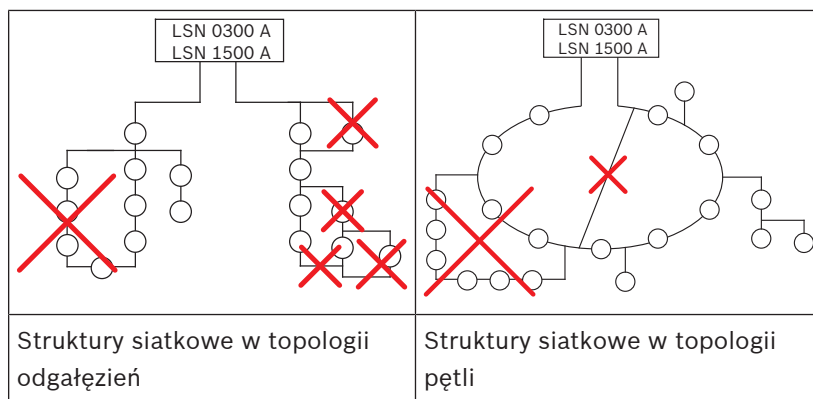 LSN 0300 A
LSN 1500 A
LSN 0300 A
LSN 1500 A
Struktury siatkowe w topologii
odgałęzień
Struktury siatkowe w topologii
pętli